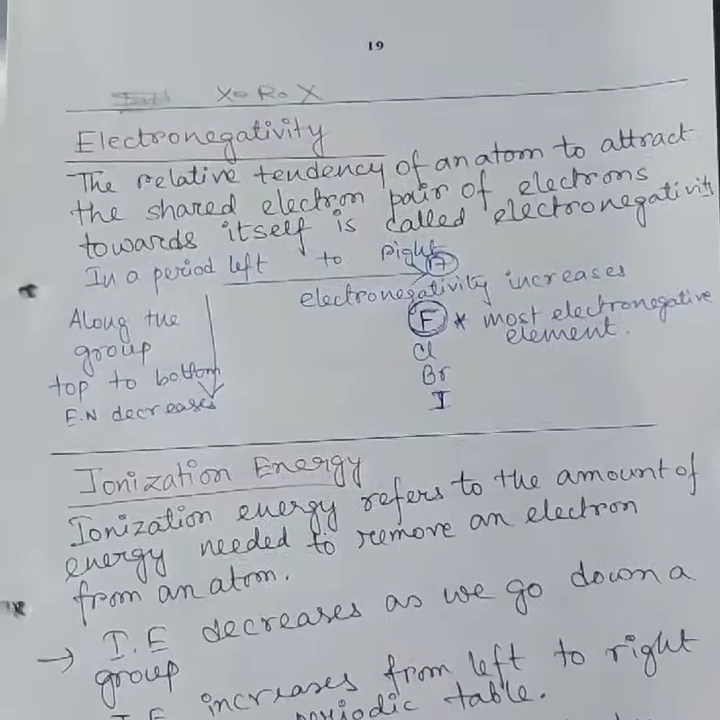 19
X⇒ R⇒ X
Electronegativity
The relative tendency of an atom to attract
the shared electron pair of electrons
towards itself is called electronegativity
In a period left to right
17
electronegativity increases
Along the
group
top to bottom
E.N decreases
F * most electronegative
element.
Cl
Br
I
Ionization Energy
Ionization energy refers to the amount of
energy needed to remove an electron
from an atom.
→ I.E decreases as we go down a
group
I.E increases from left to right
periodic table.